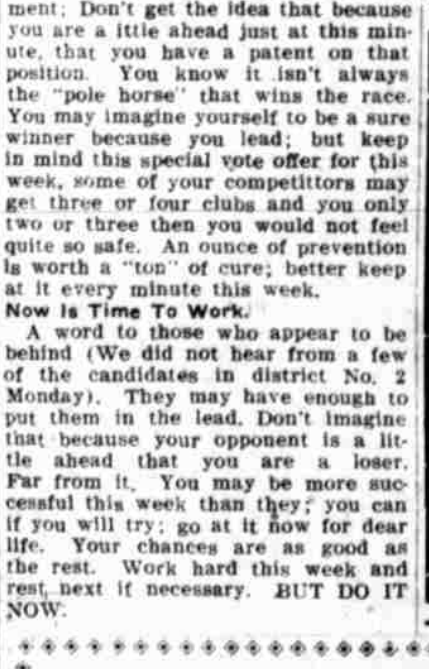 ment; Don't get the idea that because
you are a ittle ahead just at this min-
ute, that you have a patent on that
position. You know it isn't always
the "pole horse" that wins the race.
You may imagine yourself to be a sure
winner because you lead; but keep
in mind this special vote offer for this
week, some of your competittors may
get three or four clubs and you only
two or three then you would not feel
quite so safe. An ounce of prevention
is worth a "ton" of cure; better keep
at it every minute this week.
Now Is Time To Work.
A word to those who appear to be
behind (We did not hear from a few
of the candidates in district No. 2
Monday). They may have enough to
put them in the lead. Don't imagine
that because your opponent is a lit-
tle ahead that you are a loser.
Far from it. You may be more suc-
cessful this week than they; you can
if you will try; go at it now for dear
life. Your chances are as good as
the rest. Work hard this week and
rest next if necessary. BUT DO IT
NOW.